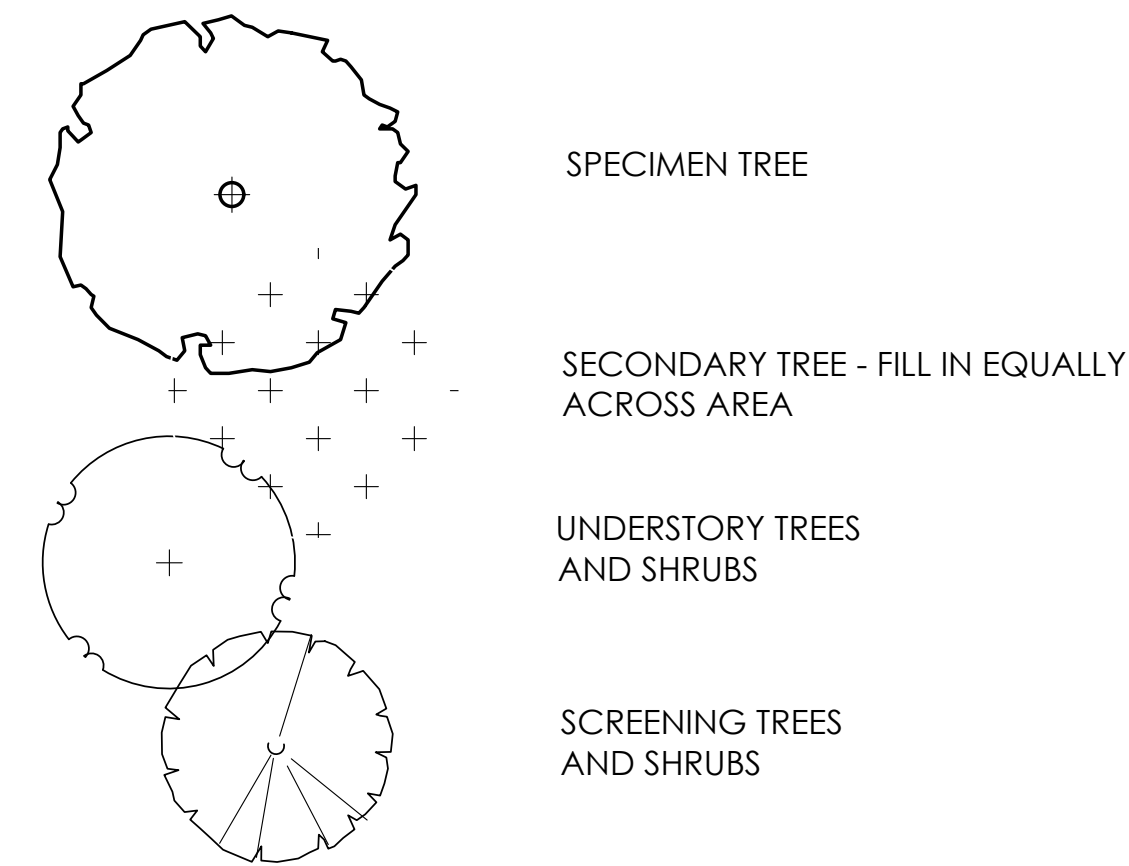 SPECIMEN TREE
SECONDARY TREE - FILL IN EQUALLY
ACROSS AREA
UNDERSTORY TREES
AND SHRUBS
SCREENING TREES
AND SHRUBS